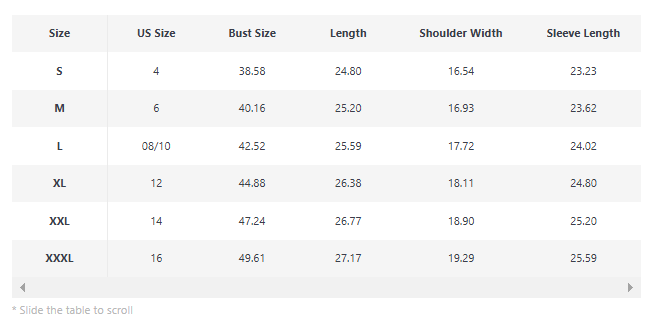 Size US Size Bust Size Length Shoulder Width Sleeve Length
S 4 38.58 24.80 16.54 23.23
M 6 40.16 25.20 16.93 23.62
L 08/10 42.52 25.59 17.72 24.02
XL 12 44.88 26.38 18.11 24.80
XXL 14 47.24 26.77 18.90 25.20
XXXL 16 49.61 27.17 19.29 25.59
* Slide the table to scroll